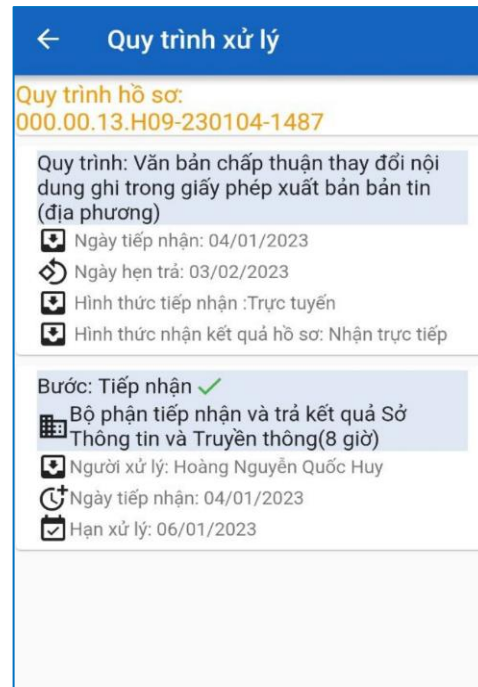 Quy trình xử lý
Quy trình hồ sơ:
000.00.13.H09-230104-1487
Quy trình: Văn bản chấp thuận thay đổi nội
dung ghi trong giấy phép xuất bản bản tin
(địa phương)
Ngày tiếp nhận: 04/01/2023
Ngày hẹn trả: 03/02/2023
Hình thức tiếp nhận :Trực tuyến
Hình thức nhận kết quả hồ sơ: Nhận trực tiếp
Bước: Tiếp nhận
Bộ phận tiếp nhận và trả kết quả Sở
Thông tin và Truyền thông(8 giờ)
Người xử lý: Hoàng Nguyễn Quốc Huy
Ngày tiếp nhận: 04/01/2023
Hạn xử lý: 06/01/2023